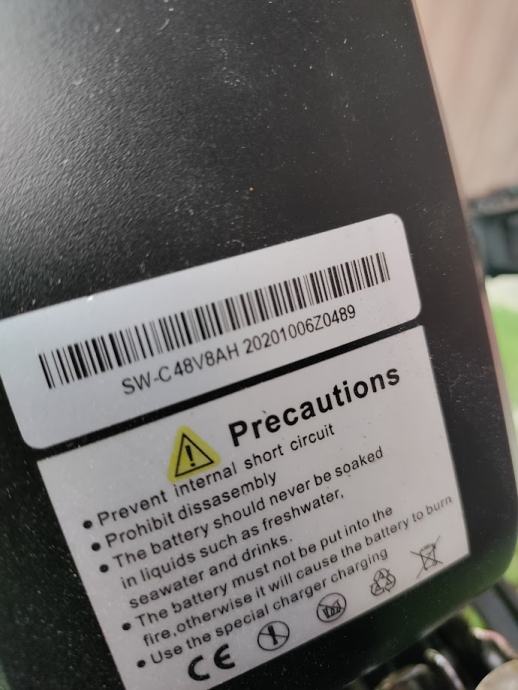 SW-C48V8AH 20201006Z0489
Precautions
• Prevent internal short circuit
• Prohibit dissasembly
• The battery should never be soaked
in liquids such as freshwater,
seawater and drinks.
• The battery must not be put into the
fire,otherwise it will cause the battery to burn
• Use the special charger charging
CE